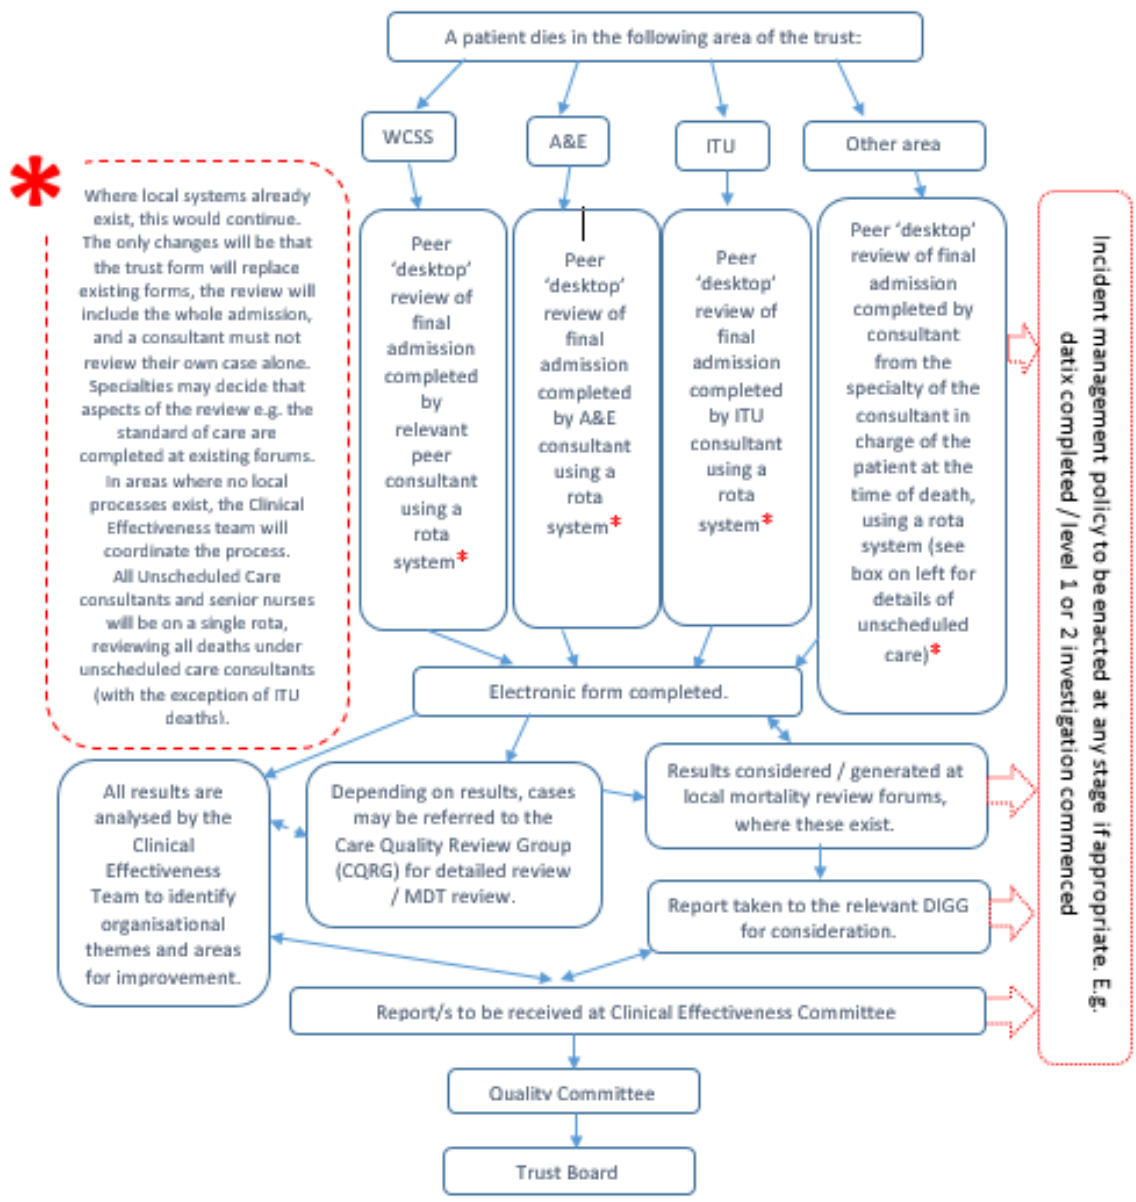 A patient dies in the following area of the trust:
WCSS
A&E
ITU
Other area
*
Where local systems already
exist, this would continue.
The only changes will be that
the trust form will replace
existing forms, the review will
include the whole admission,
and a consultant must not
review their own case alone.
Specialties may decide that
aspects of the review e.g. the
standard of care are
completed at existing forums.
In areas where no local
processes exist, the Clinical
Effectiveness team will
coordinate the process.
All Unscheduled Care
consultants and senior nurses
will be on a single rota,
reviewing all deaths under
unscheduled care consultants
(with the exception of ITU
deaths).
Peer
‘desktop’
review of
final
admission
completed
by
relevant
peer
consultant
using a
rota
system*
Peer
‘desktop’
review of
final
admission
completed
by A&E
consultant
using a
rota
system*
Peer
‘desktop’
review of
final
admission
completed
by ITU
consultant
using a
rota
system*
Peer ‘desktop’
review of final
admission
completed by
consultant
from the
specialty of the
consultant in
charge of the
patient at the
time of death,
using a rota
system (see
box on left for
details of
unscheduled
care)*
Incident management policy to be enacted at any stage if appropriate. E.g.
datix completed / level 1 or 2 investigation commenced
Electronic form completed.
All results are
analysed by the
Clinical
Effectiveness
Team to identify
organisational
themes and areas
for improvement.
Depending on results, cases
may be referred to the
Care Quality Review Group
(CQRG) for detailed review
/ MDT review.
Results considered / generated at
local mortality review forums,
where these exist.
Report taken to the relevant DIGG
for consideration.
Report/s to be received at Clinical Effectiveness Committee
Quality Committee
Trust Board